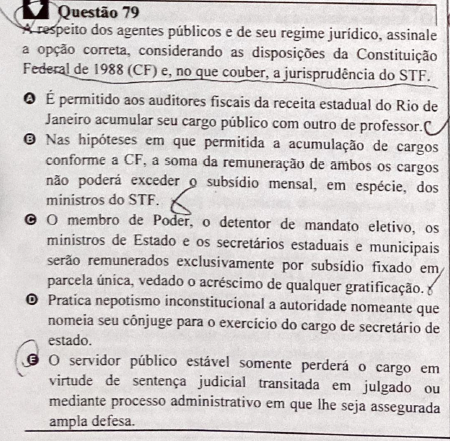 Questão 79
A respeito dos agentes públicos e de seu regime jurídico, assinale
a opção correta, considerando as disposições da Constituição
Federal de 1988 (CF) e, no que couber, a jurisprudência do STF.
A É permitido aos auditores fiscais da receita estadual do Rio de
Janeiro acumular seu cargo público com outro de professor.
B Nas hipóteses em que permitida a acumulação de cargos
conforme a CF, a soma da remuneração de ambos os cargos
não poderá exceder o subsídio mensal, em espécie, dos
ministros do STF.
C O membro de Poder, o detentor de mandato eletivo, os
ministros de Estado e os secretários estaduais e municipais
serão remunerados exclusivamente por subsídio fixado em
parcela única, vedado o acréscimo de qualquer gratificação.
D Pratica nepotismo inconstitucional a autoridade nomeante que
nomeia seu cônjuge para o exercício do cargo de secretário de
estado.
E O servidor público estável somente perderá o cargo em
virtude de sentença judicial transitada em julgado ou
mediante processo administrativo em que lhe seja assegurada
ampla defesa.